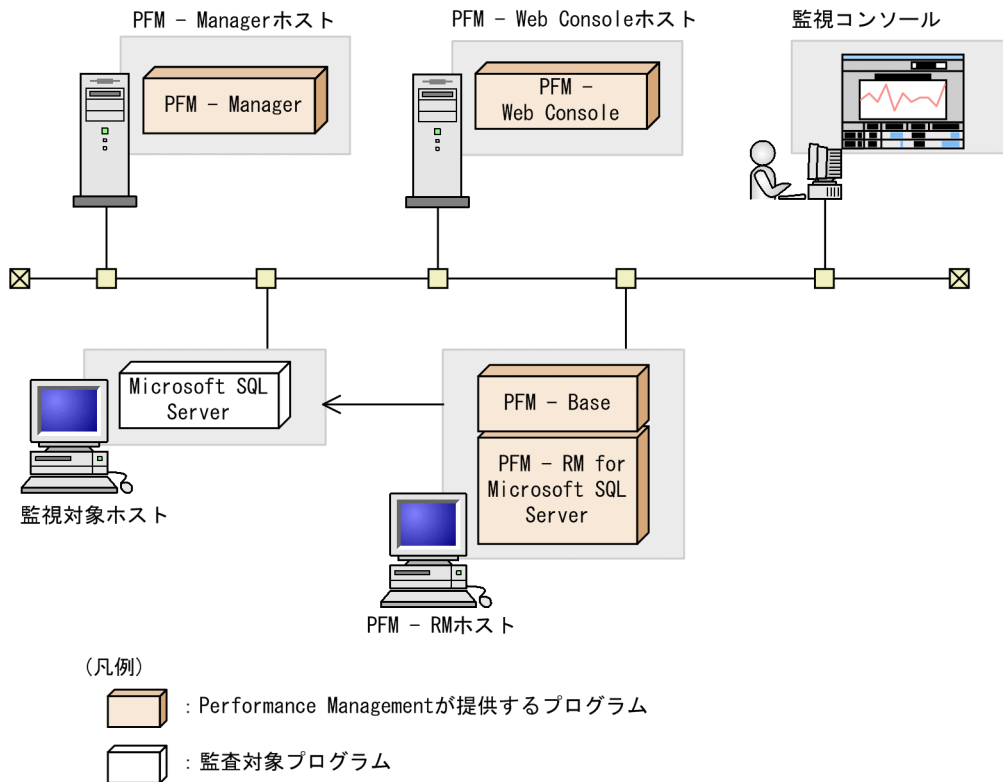 PFM - Managerホスト
PFM - Web Consoleホスト
監視コンソール
PFM - Manager
PFM -
Web Console
Microsoft SQL
Server
PFM - Base
PFM - RM for
Microsoft SQL
Server
監視対象ホスト
PFM - RMホスト
(凡例)
: Performance Managementが提供するプログラム
: 監査対象プログラム